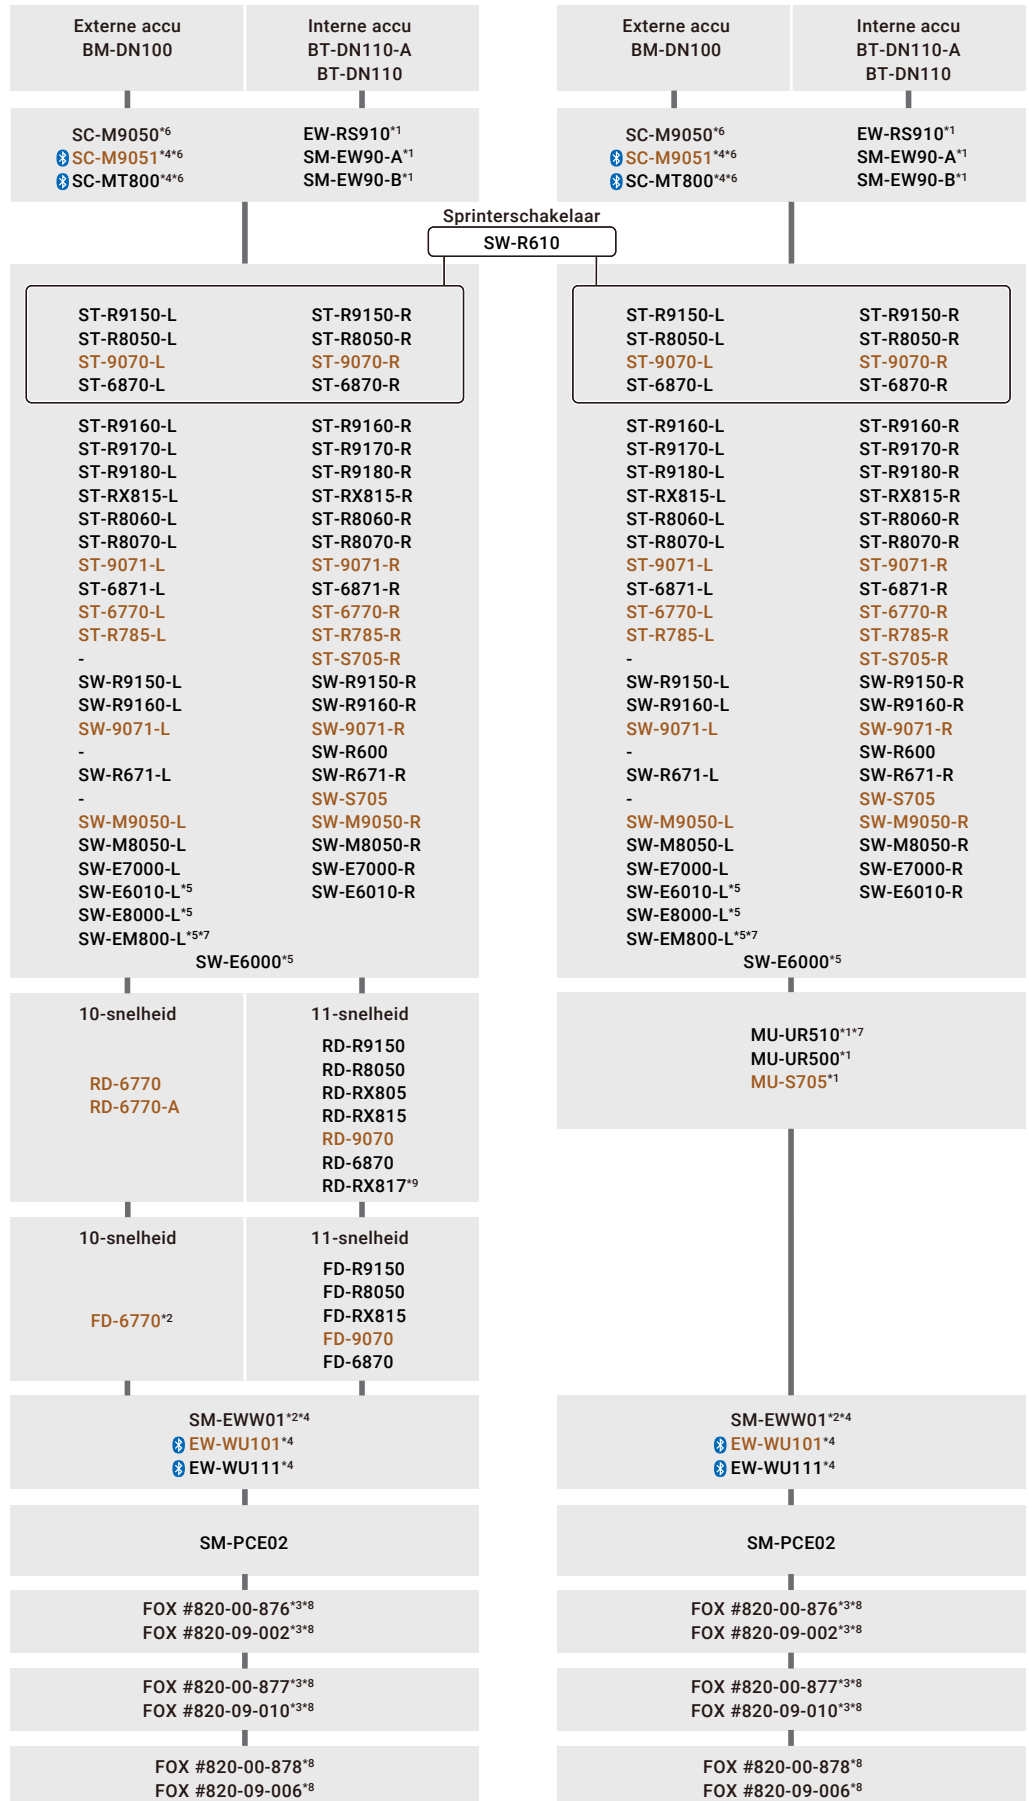 Externe accu
BM-DN100
Interne accu
BT-DN110-A
BT-DN110
SC-M9050*6
SC-M9051*4*6
SC-MT800*4*6
EW-RS910*1
SM-EW90-A*1
SM-EW90-B*1
Externe accu
BM-DN100
Interne accu
BT-DN110-A
BT-DN110
SC-M9050*6
SC-M9051*4*6
SC-MT800*4*6
EW-RS910*1
SM-EW90-A*1
SM-EW90-B*1
Sprinterschakelaar
SW-R610
ST-R9150-L ST-R9150-R
ST-R8050-L ST-R8050-R
ST-9070-L ST-9070-R
ST-6870-L ST-6870-R
ST-R9160-L ST-R9160-R
ST-R9170-L ST-R9170-R
ST-R9180-L ST-R9180-R
ST-RX815-L ST-RX815-R
ST-R8060-L ST-R8060-R
ST-R8070-L ST-R8070-R
ST-9071-L ST-9071-R
ST-6871-L ST-6871-R
ST-6770-L ST-6770-R
ST-R785-L ST-R785-R
- ST-S705-R
SW-R9150-L SW-R9150-R
SW-R9160-L SW-R9160-R
SW-9071-L SW-9071-R
- SW-R600
SW-R671-L SW-R671-R
- SW-S705
SW-M9050-L SW-M9050-R
SW-M8050-L SW-M8050-R
SW-E7000-L SW-E7000-R
SW-E6010-L*5 SW-E6010-R
SW-E8000-L*5
SW-EM800-L*5*7
SW-E6000*5
10-snelheid
RD-6770
RD-6770-A
11-snelheid
RD-R9150
RD-R8050
RD-RX805
RD-RX815
RD-9070
RD-6870
RD-RX817*9
10-snelheid
FD-6770*2
11-snelheid
FD-R9150
FD-R8050
FD-RX815
FD-9070
FD-6870
SM-EWW01*2*4
EW-WU101*4
EW-WU111*4
SM-PCE02
FOX #820-00-876*3*8
FOX #820-09-002*3*8
FOX #820-00-877*3*8
FOX #820-09-010*3*8
FOX #820-00-878*8
FOX #820-09-006*8
ST-R9150-L ST-R9150-R
ST-R8050-L ST-R8050-R
ST-9070-L ST-9070-R
ST-6870-L ST-6870-R
ST-R9160-L ST-R9160-R
ST-R9170-L ST-R9170-R
ST-R9180-L ST-R9180-R
ST-RX815-L ST-RX815-R
ST-R8060-L ST-R8060-R
ST-R8070-L ST-R8070-R
ST-9071-L ST-9071-R
ST-6871-L ST-6871-R
ST-6770-L ST-6770-R
ST-R785-L ST-R785-R
- ST-S705-R
SW-R9150-L SW-R9150-R
SW-R9160-L SW-R9160-R
SW-9071-L SW-9071-R
- SW-R600
SW-R671-L SW-R671-R
- SW-S705
SW-M9050-L SW-M9050-R
SW-M8050-L SW-M8050-R
SW-E7000-L SW-E7000-R
SW-E6010-L*5 SW-E6010-R
SW-E8000-L*5
SW-EM800-L*5*7
SW-E6000*5
MU-UR510*1*7
MU-UR500*1
MU-S705*1
SM-EWW01*2*4
EW-WU101*4
EW-WU111*4
SM-PCE02
FOX #820-00-876*3*8
FOX #820-09-002*3*8
FOX #820-00-877*3*8
FOX #820-09-010*3*8
FOX #820-00-878*8
FOX #820-09-006*8